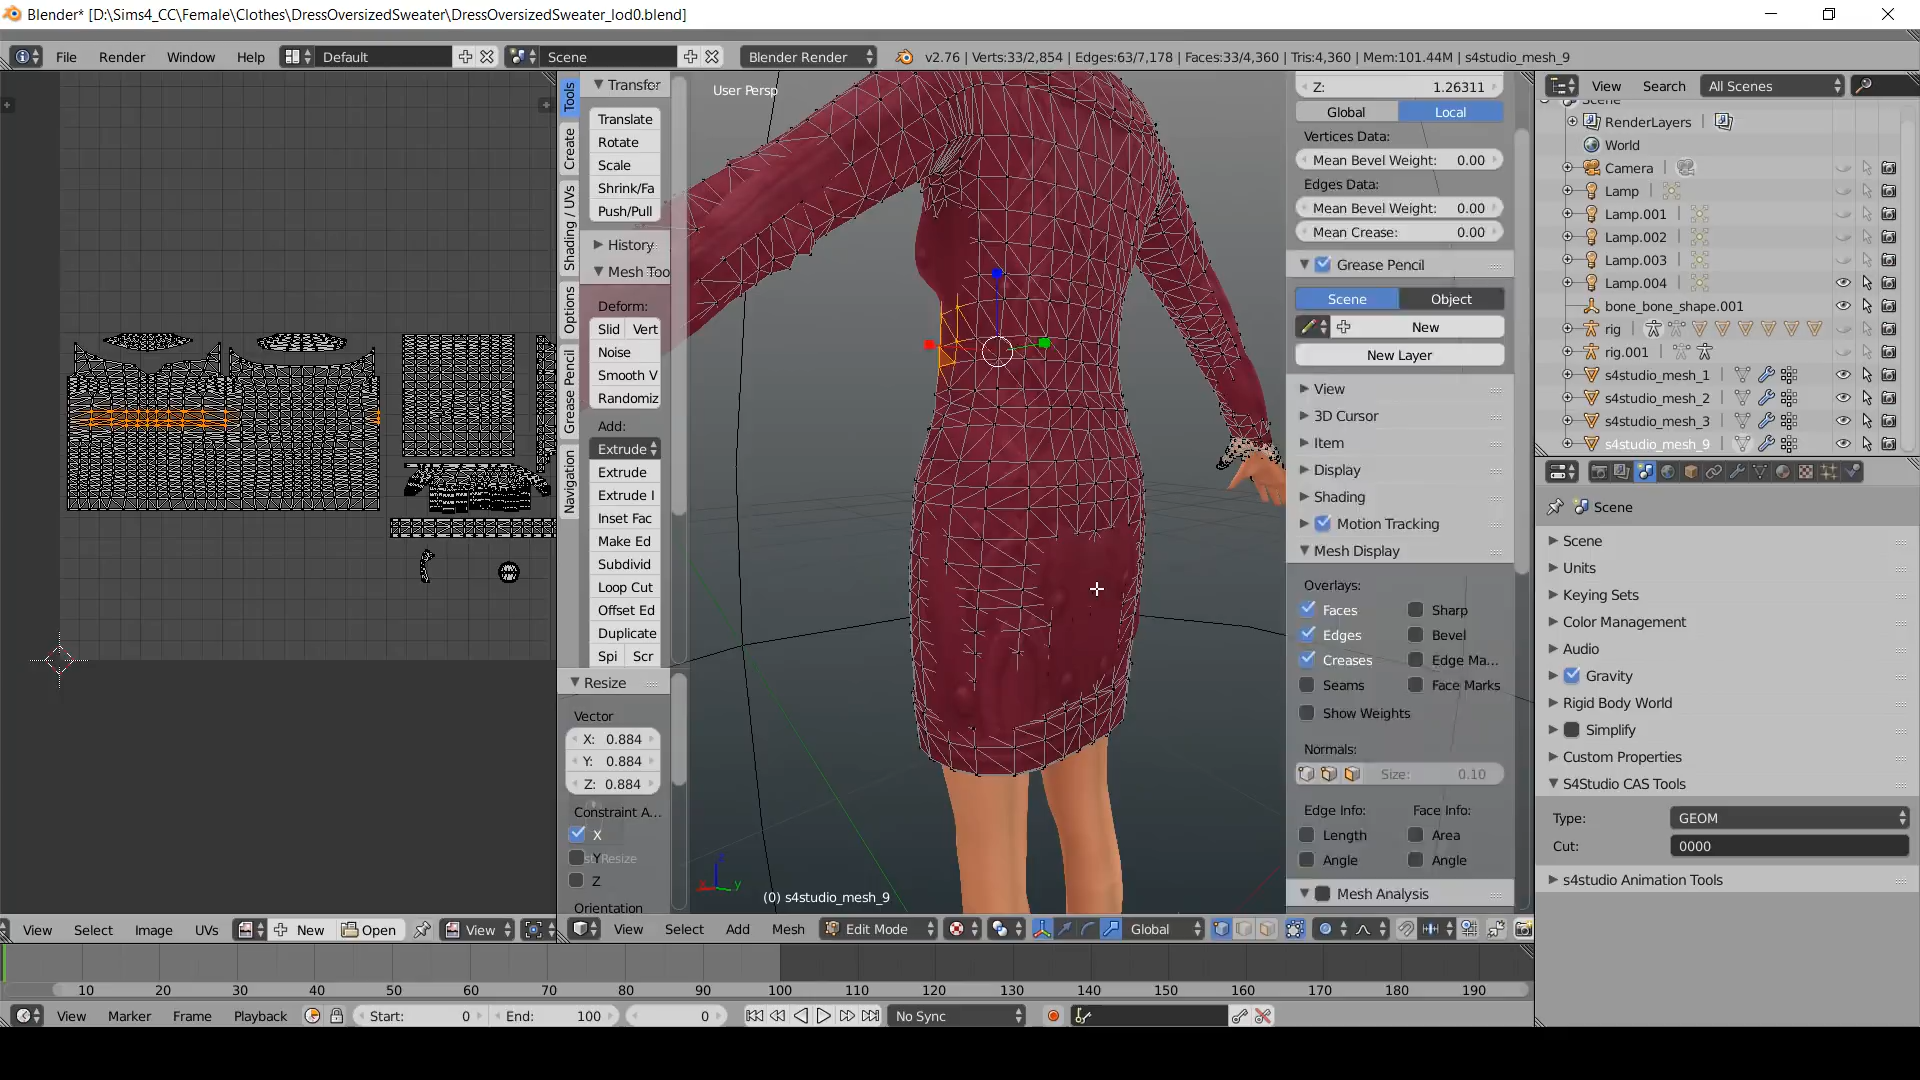 Blender* [D:\Sims4_CC\Female\Clothes\DressOversizedSweater\DressOversizedSweater_lod0.blend]
File Render Window Help Default Scene Blender Render v2.76 | Verts:33/2,854 | Edges:63/7,178 | Faces:33/4,360 | Tris:4,360 | Mem:101.44M | s4studio_mesh_9
Tools
Create
Shading / UVs
Options
Grease Pencil
Navigation
Transfor
Translate
Rotate
Scale
Shrink/Fa
Push/Pull
History
Mesh Too
Deform:
Slid Vert
Noise
Smooth V
Randomiz
Add:
Extrude
Extrude
Extrude I
Inset Fac
Make Ed
Subdivid
Loop Cut
Offset Ed
Duplicate
Spi Scr
Resize
Vector
X: 0.884
Y: 0.884
Z: 0.884
Constraint A...
X
Y
Z
Orientation
User Persp
(0) s4studio_mesh_9
Z: 1.26311
Global Local
Vertices Data:
Mean Bevel Weight: 0.00
Edges Data:
Mean Bevel Weight: 0.00
Mean Crease: 0.00
Grease Pencil
Scene Object
New
New Layer
View
3D Cursor
Item
Display
Shading
Motion Tracking
Mesh Display
Overlays:
Faces Sharp
Edges Bevel
Creases Edge Ma...
Seams Face Marks
Show Weights
Normals:
Size: 0.10
Edge Info: Face Info:
Length Area
Angle Angle
Mesh Analysis
View Search All Scenes
Scene
RenderLayers
World
Camera
Lamp
Lamp.001
Lamp.002
Lamp.003
Lamp.004
bone_bone_shape.001
rig
rig.001
s4studio_mesh_1
s4studio_mesh_2
s4studio_mesh_3
s4studio_mesh_9
Scene
Scene
Units
Keying Sets
Color Management
Audio
Gravity
Rigid Body World
Simplify
Custom Properties
S4Studio CAS Tools
Type: GEOM
Cut: 0000
s4studio Animation Tools
View Select Image UVs New Open View
View Select Add Mesh Edit Mode Global
10 20 30 40 50 60 70 80 90 100 110 120 130 140 150 160 170 180 190
View Marker Frame Playback Start: 0 End: 100 0 No Sync